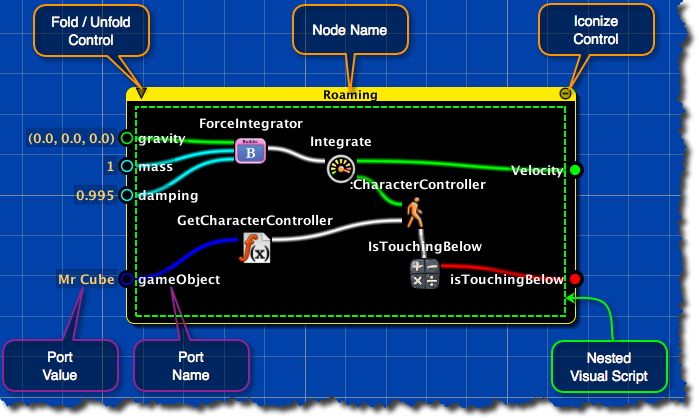 Fold / Unfold
Control
Node Name
Iconize
Control
Roaming
ForceIntegrator
Builder
B
Integrate
(0.0, 0.0, 0.0)
gravity
1
mass
Velocity
:CharacterController
0.995
damping
GetCharacterController
f(x)
IsTouchingBelow
+ −
× ÷
Mr Cube
gameObject
isTouchingBelow
Port
Value
Port
Name
Nested
Visual Script